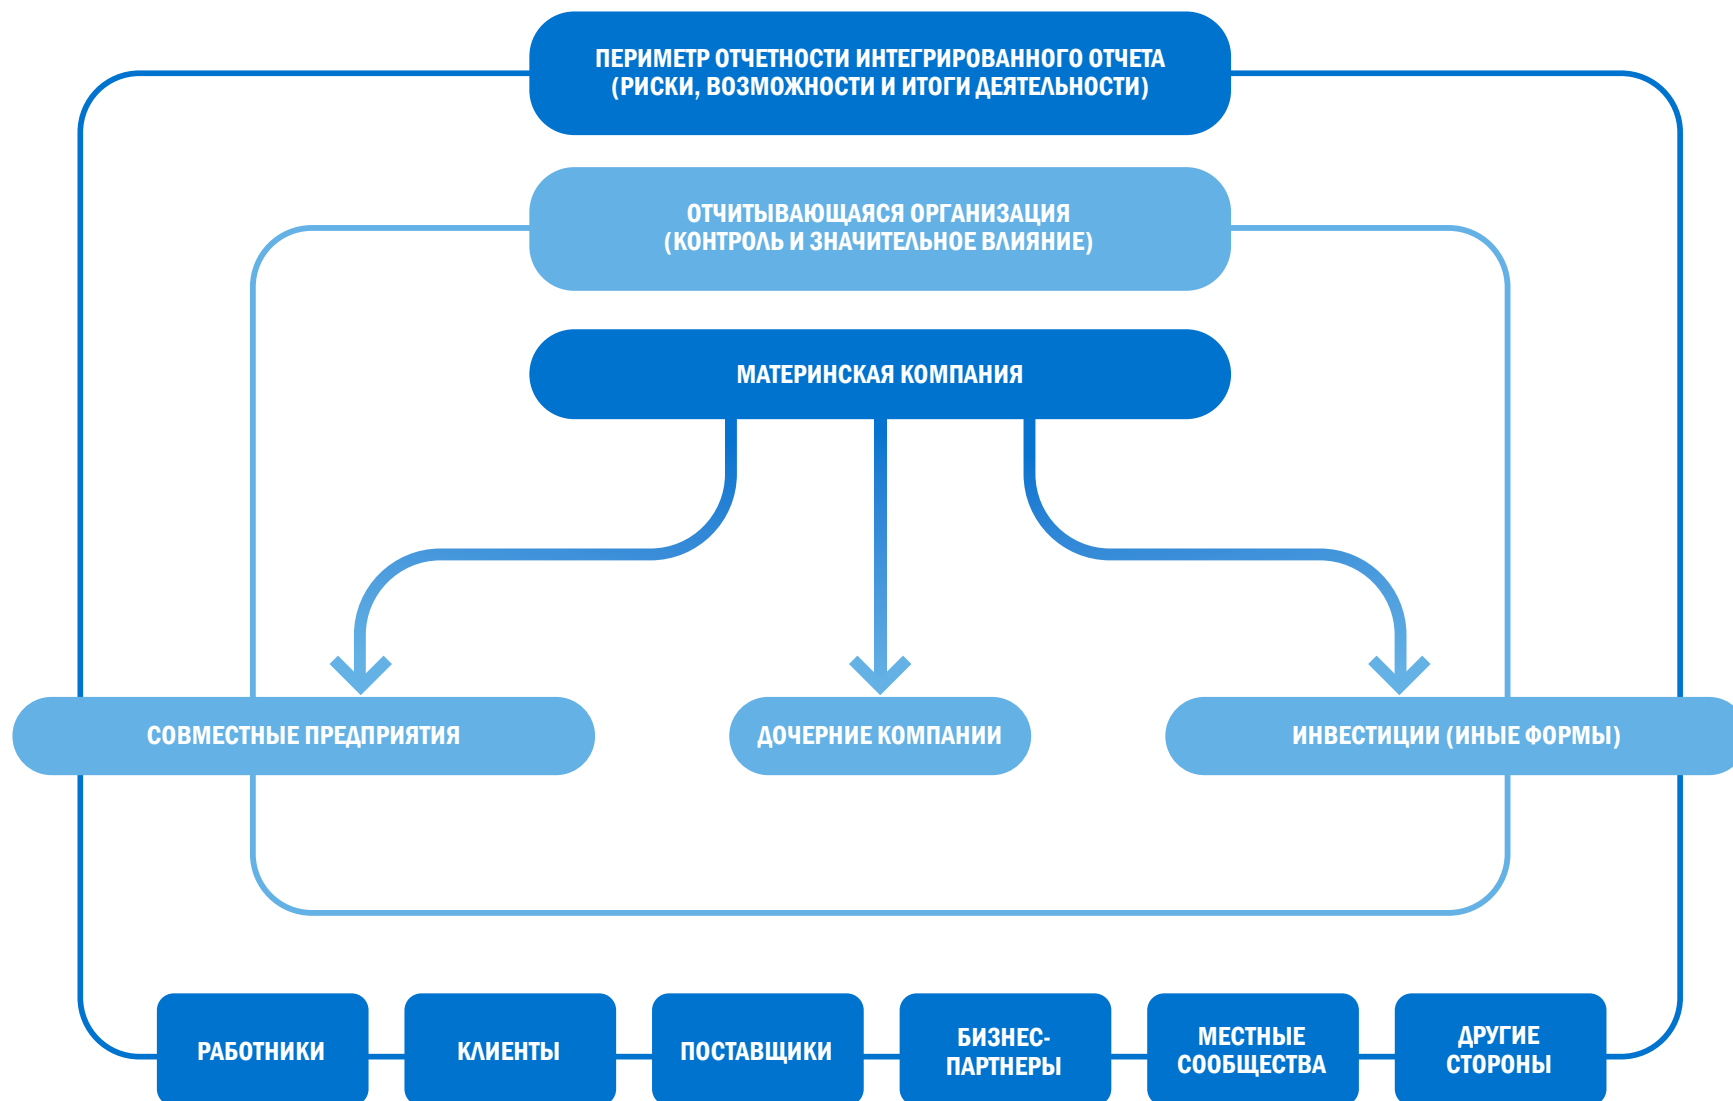 ПЕРИМЕТР ОТЧЕТНОСТИ ИНТЕГРИРОВАННОГО ОТЧЕТА
(РИСКИ, ВОЗМОЖНОСТИ И ИТОГИ ДЕЯТЕЛЬНОСТИ)
ОТЧИТЫВАЮЩАЯСЯ ОРГАНИЗАЦИЯ
(КОНТРОЛЬ И ЗНАЧИТЕЛЬНОЕ ВЛИЯНИЕ)
МАТЕРИНСКАЯ КОМПАНИЯ
СОВМЕСТНЫЕ ПРЕДПРИЯТИЯ
ДОЧЕРНИЕ КОМПАНИИ
ИНВЕСТИЦИИ (ИНЫЕ ФОРМЫ)
РАБОТНИКИ
КЛИЕНТЫ
ПОСТАВЩИКИ
БИЗНЕС-
ПАРТНЕРЫ
МЕСТНЫЕ
СООБЩЕСТВА
ДРУГИЕ
СТОРОНЫ